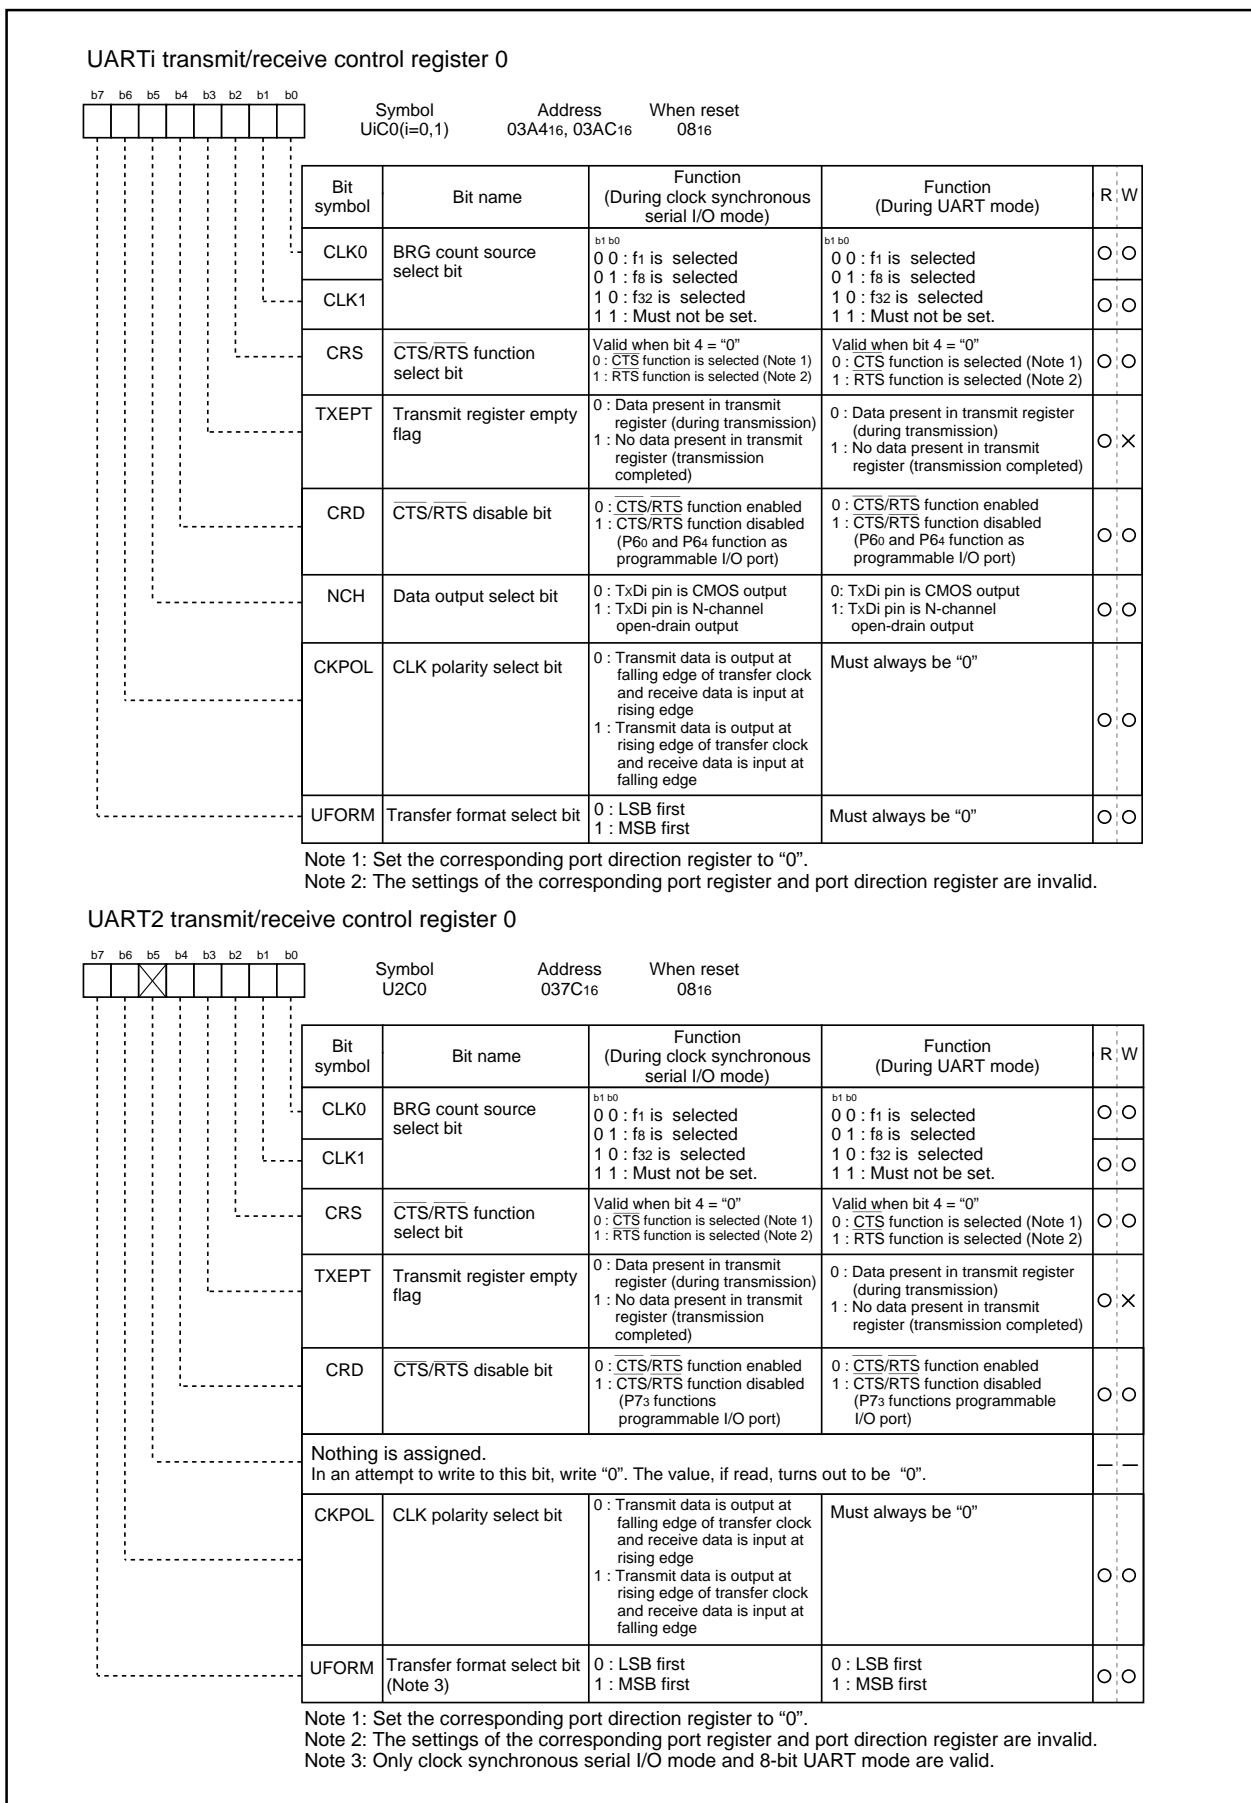 UARTi transmit/receive control register 0
b7 b6 b5 b4 b3 b2 b1 b0
Symbol Address When reset
UiC0(i=0,1) 03A416, 03AC16 0816
Bit symbol Bit name Function (During clock synchronous serial I/O mode) Function (During UART mode) R W
CLK0 BRG count source select bit
b1 b0
0 0 : f1 is selected
0 1 : f8 is selected
1 0 : f32 is selected
1 1 : Must not be set.
b1 b0
0 0 : f1 is selected
0 1 : f8 is selected
1 0 : f32 is selected
1 1 : Must not be set.
CLK1
CRS CTS/RTS function select bit
Valid when bit 4 = “0”
0 : CTS function is selected (Note 1)
1 : RTS function is selected (Note 2)
Valid when bit 4 = “0”
0 : CTS function is selected (Note 1)
1 : RTS function is selected (Note 2)
TXEPT Transmit register empty flag
0 : Data present in transmit
register (during transmission)
1 : No data present in transmit
register (transmission
completed)
0 : Data present in transmit register
(during transmission)
1 : No data present in transmit
register (transmission completed)
CRD CTS/RTS disable bit
0 : CTS/RTS function enabled
1 : CTS/RTS function disabled
(P60 and P64 function as
programmable I/O port)
0 : CTS/RTS function enabled
1 : CTS/RTS function disabled
(P60 and P64 function as
programmable I/O port)
NCH Data output select bit
0 : TxDi pin is CMOS output
1 : TxDi pin is N-channel
open-drain output
0: TxDi pin is CMOS output
1: TxDi pin is N-channel
open-drain output
CKPOL CLK polarity select bit
0 : Transmit data is output at
falling edge of transfer clock
and receive data is input at
rising edge
1 : Transmit data is output at
rising edge of transfer clock
and receive data is input at
falling edge
Must always be “0”
UFORM Transfer format select bit
0 : LSB first
1 : MSB first
Must always be “0”
Note 1: Set the corresponding port direction register to “0”.
Note 2: The settings of the corresponding port register and port direction register are invalid.
UART2 transmit/receive control register 0
b7 b6 b5 b4 b3 b2 b1 b0
Symbol Address When reset
U2C0 037C16 0816
Bit symbol Bit name Function (During clock synchronous serial I/O mode) Function (During UART mode) R W
CLK0 BRG count source select bit
b1 b0
0 0 : f1 is selected
0 1 : f8 is selected
1 0 : f32 is selected
1 1 : Must not be set.
b1 b0
0 0 : f1 is selected
0 1 : f8 is selected
1 0 : f32 is selected
1 1 : Must not be set.
CLK1
CRS CTS/RTS function select bit
Valid when bit 4 = “0”
0 : CTS function is selected (Note 1)
1 : RTS function is selected (Note 2)
Valid when bit 4 = “0”
0 : CTS function is selected (Note 1)
1 : RTS function is selected (Note 2)
TXEPT Transmit register empty flag
0 : Data present in transmit
register (during transmission)
1 : No data present in transmit
register (transmission
completed)
0 : Data present in transmit register
(during transmission)
1 : No data present in transmit
register (transmission completed)
CRD CTS/RTS disable bit
0 : CTS/RTS function enabled
1 : CTS/RTS function disabled
(P73 functions
programmable I/O port)
0 : CTS/RTS function enabled
1 : CTS/RTS function disabled
(P73 functions programmable
I/O port)
Nothing is assigned.
In an attempt to write to this bit, write “0”. The value, if read, turns out to be “0”.
CKPOL CLK polarity select bit
0 : Transmit data is output at
falling edge of transfer clock
and receive data is input at
rising edge
1 : Transmit data is output at
rising edge of transfer clock
and receive data is input at
falling edge
Must always be “0”
UFORM Transfer format select bit (Note 3)
0 : LSB first
1 : MSB first
0 : LSB first
1 : MSB first
Note 1: Set the corresponding port direction register to “0”.
Note 2: The settings of the corresponding port register and port direction register are invalid.
Note 3: Only clock synchronous serial I/O mode and 8-bit UART mode are valid.